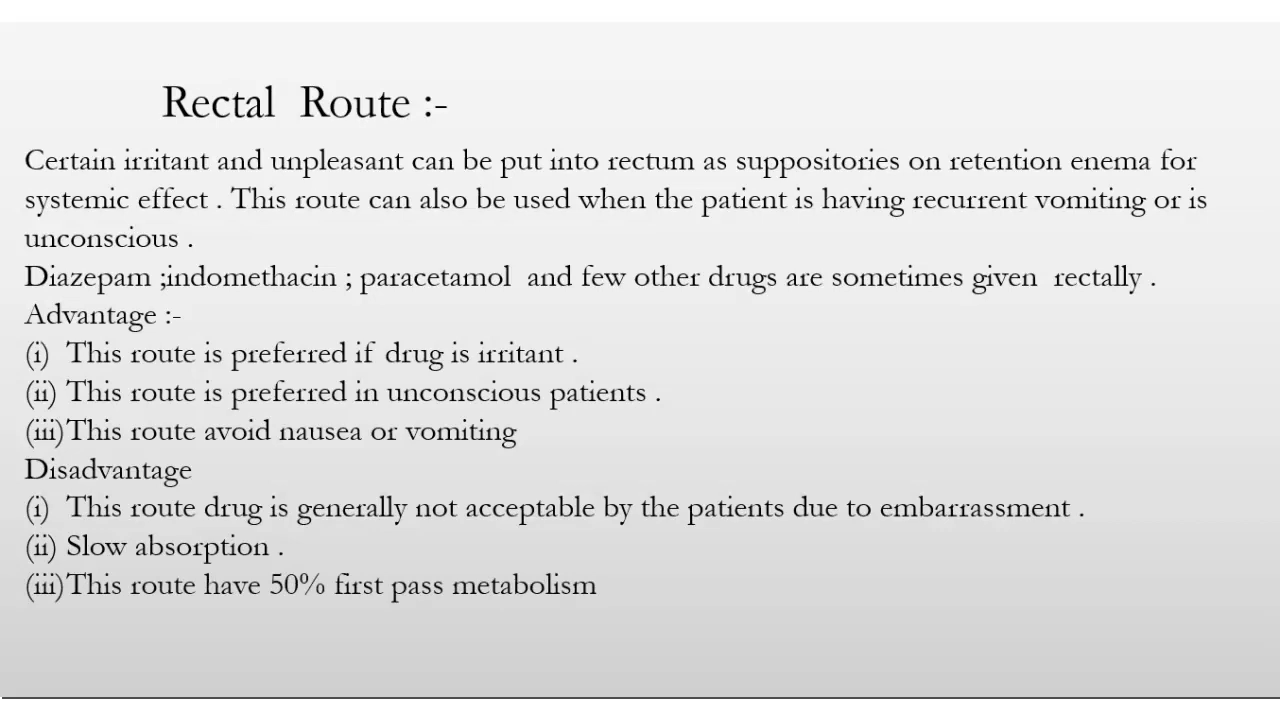 Rectal Route :-
Certain irritant and unpleasant can be put into rectum as suppositories on retention enema for
systemic effect . This route can also be used when the patient is having recurrent vomiting or is
unconscious .
Diazepam ;indomethacin ; paracetamol and few other drugs are sometimes given rectally .
Advantage :-
(i) This route is preferred if drug is irritant .
(ii) This route is preferred in unconscious patients .
(iii)This route avoid nausea or vomiting
Disadvantage
(i) This route drug is generally not acceptable by the patients due to embarrassment .
(ii) Slow absorption .
(iii)This route have 50% first pass metabolism